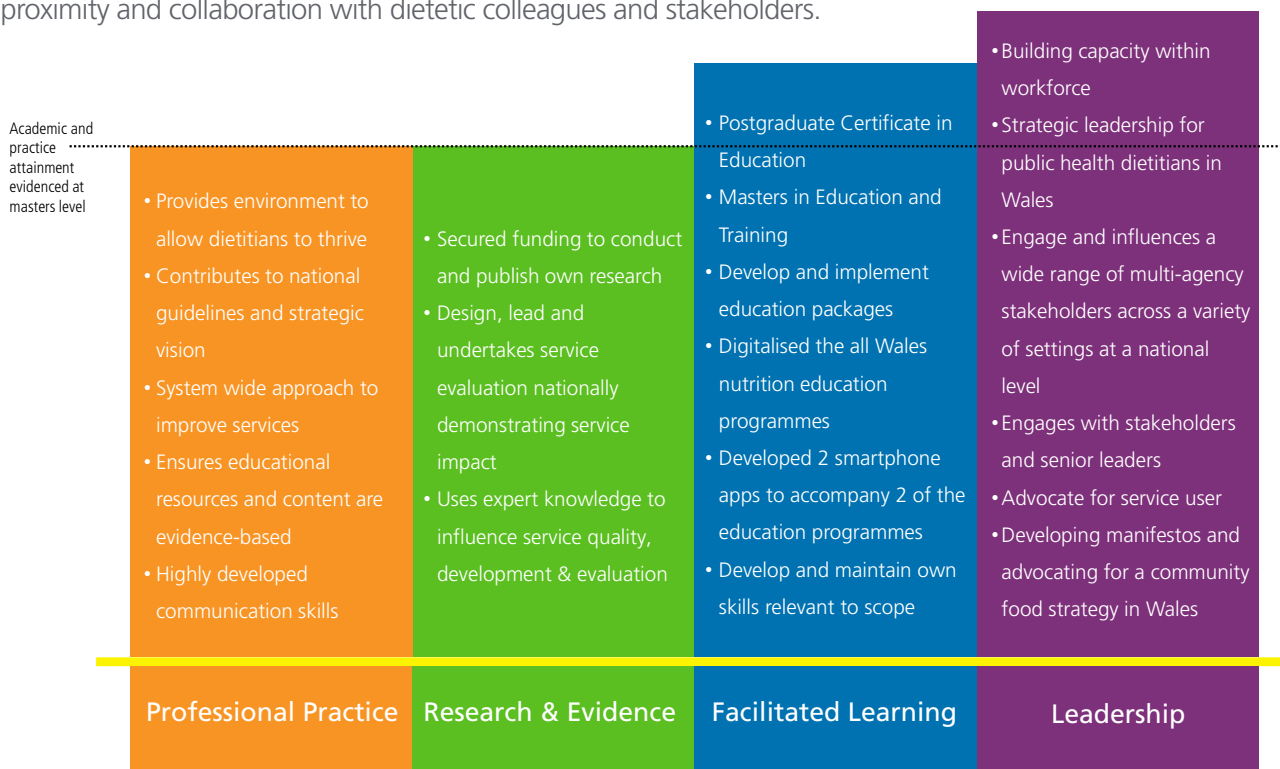 proximity and collaboration with dietetic colleagues and stakeholders.
Academic and
practice
attainment
evidenced at
masters level
• Provides environment to
allow dietitians to thrive
• Contributes to national
guidelines and strategic
vision
• System wide approach to
improve services
• Ensures educational
resources and content are
evidence-based
• Highly developed
communication skills
Professional Practice
• Secured funding to conduct
and publish own research
• Design, lead and
undertakes service
evaluation nationally
demonstrating service
impact
• Uses expert knowledge to
influence service quality,
development & evaluation
Research & Evidence
• Postgraduate Certificate in
Education
• Masters in Education and
Training
• Develop and implement
education packages
• Digitalised the all Wales
nutrition education
programmes
• Developed 2 smartphone
apps to accompany 2 of the
education programmes
• Develop and maintain own
skills relevant to scope
Facilitated Learning
• Building capacity within
workforce
• Strategic leadership for
public health dietitians in
Wales
• Engage and influences a
wide range of multi-agency
stakeholders across a variety
of settings at a national
level
• Engages with stakeholders
and senior leaders
• Advocate for service user
• Developing manifestos and
advocating for a community
food strategy in Wales
Leadership